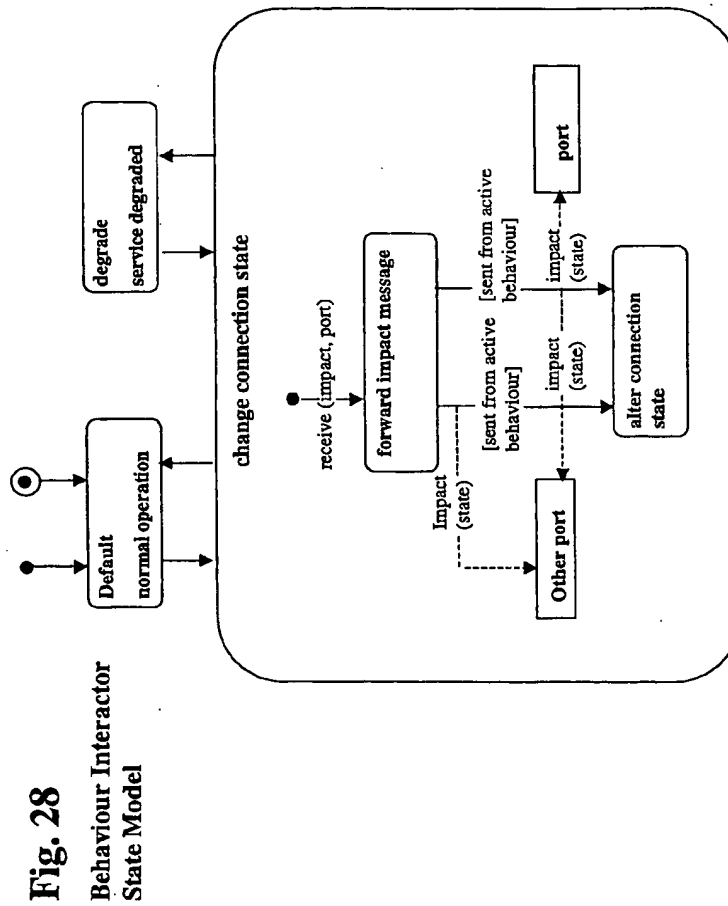 Fig. 28
Behaviour Interactor
State Model
Default
normal operation
degrade
service degraded
change connection state
receive (impact, port)
forward impact message
Impact
(state)
[sent from active
behaviour]
[sent from active
behaviour]
impact
(state)
impact
(state)
Other port
port
alter connection
state